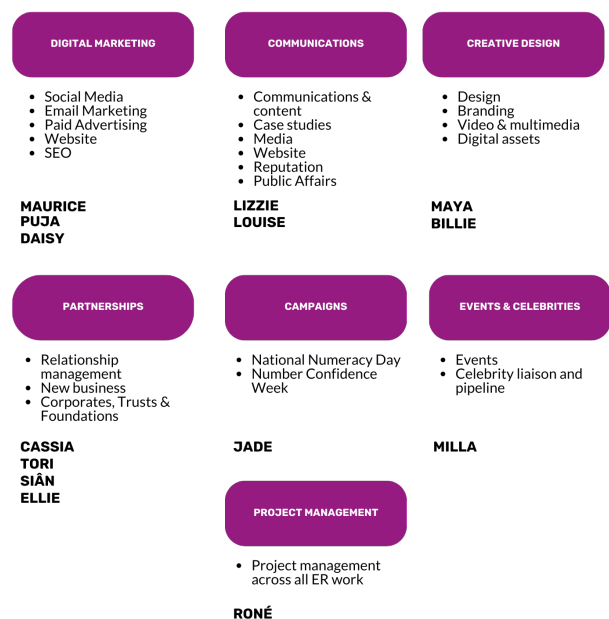 DIGITAL MARKETING
• Social Media
• Email Marketing
• Paid Advertising
• Website
• SEO
MAURICE
PUJA
DAISY
COMMUNICATIONS
• Communications &
content
• Case studies
• Media
• Website
• Reputation
• Public Affairs
LIZZIE
LOUISE
CREATIVE DESIGN
• Design
• Branding
• Video & multimedia
• Digital assets
MAYA
BILLIE
PARTNERSHIPS
• Relationship
management
• New business
• Corporates, Trusts &
Foundations
CASSIA
TORI
SIÂN
ELLIE
CAMPAIGNS
• National Numeracy Day
• Number Confidence
Week
JADE
EVENTS & CELEBRITIES
• Events
• Celebrity liaison and
pipeline
MILLA
PROJECT MANAGEMENT
• Project management
across all ER work
RONÉ